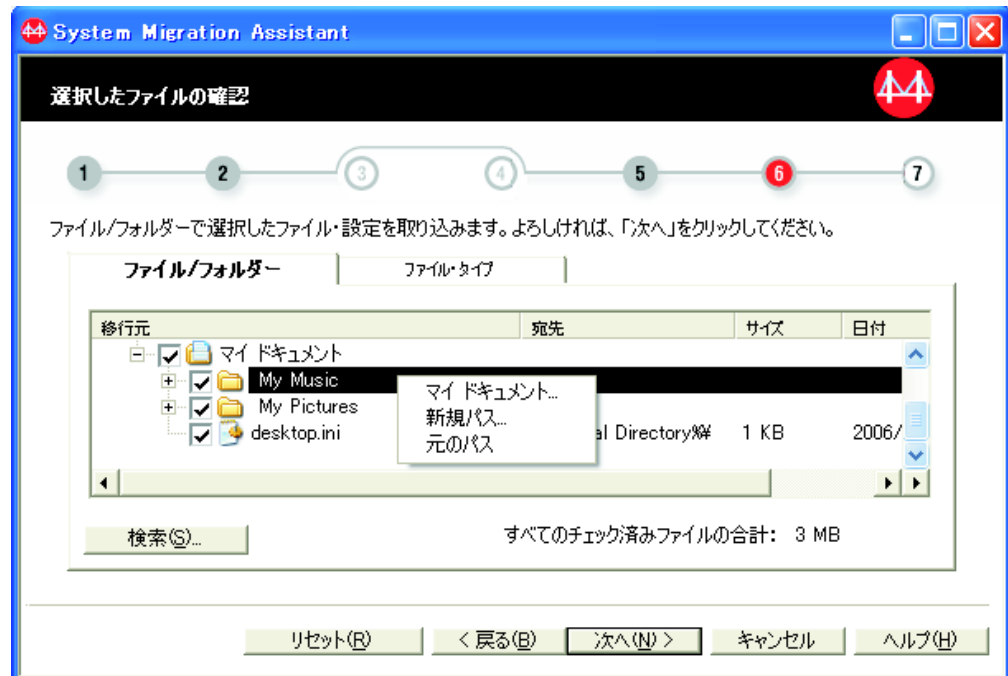 System Migration Assistant
選択したファイルの確認
1 2 3 4 5 6 7
ファイル/フォルダーで選択したファイル・設定を取り込みます。よろしければ、「次へ」をクリックしてください。
ファイル/フォルダー ファイル・タイプ
移行元 宛先 サイズ 日付
マイ ドキュメント
My Music
My Pictures
desktop.ini al Directory%¥ 1 KB 2006/
マイ ドキュメント...
新規パス...
元のパス
検索(S)... すべてのチェック済みファイルの合計: 3 MB
リセット(R) < 戻る(B) 次へ(N) > キャンセル ヘルプ(H)